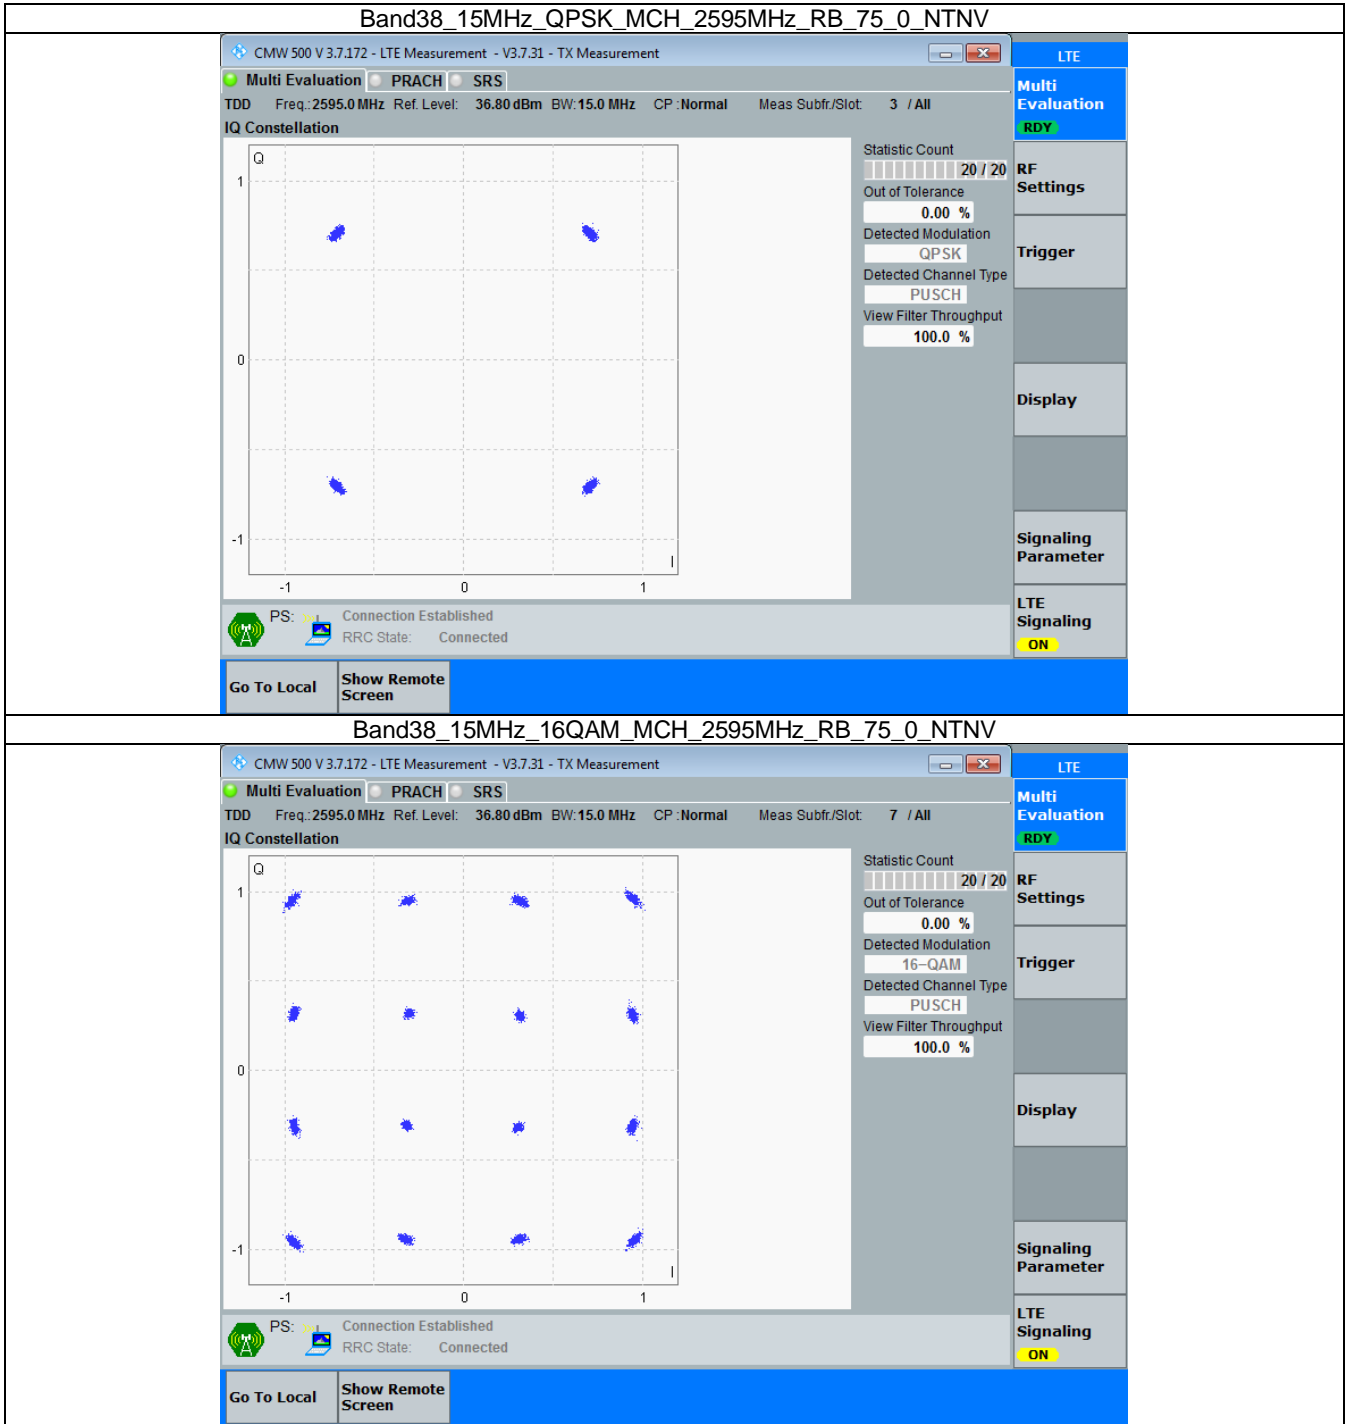 Band38_15MHz_QPSK_MCH_2595MHz_RB_75_0_NTNV
CMW 500 V 3.7.172 - LTE Measurement - V3.7.31 - TX Measurement
LTE
Multi Evaluation PRACH SRS
TDD Freq.: 2595.0 MHz Ref. Level: 36.80 dBm BW: 15.0 MHz CP : Normal Meas Subfr./Slot: 3 / All
IQ Constellation
Q
1
0
-1
I
-1 0 1
Statistic Count
20 / 20
Out of Tolerance
0.00 %
Detected Modulation
QPSK
Detected Channel Type
PUSCH
View Filter Throughput
100.0 %
Multi
Evaluation
RDY
RF
Settings
Trigger
Display
Signaling
Parameter
LTE
Signaling
ON
PS: Connection Established
RRC State: Connected
Go To Local
Show Remote
Screen
Band38_15MHz_16QAM_MCH_2595MHz_RB_75_0_NTNV
CMW 500 V 3.7.172 - LTE Measurement - V3.7.31 - TX Measurement
LTE
Multi Evaluation PRACH SRS
TDD Freq.: 2595.0 MHz Ref. Level: 36.80 dBm BW: 15.0 MHz CP : Normal Meas Subfr./Slot: 7 / All
IQ Constellation
Q
1
0
-1
I
-1 0 1
Statistic Count
20 / 20
Out of Tolerance
0.00 %
Detected Modulation
16-QAM
Detected Channel Type
PUSCH
View Filter Throughput
100.0 %
Multi
Evaluation
RDY
RF
Settings
Trigger
Display
Signaling
Parameter
LTE
Signaling
ON
PS: Connection Established
RRC State: Connected
Go To Local
Show Remote
Screen